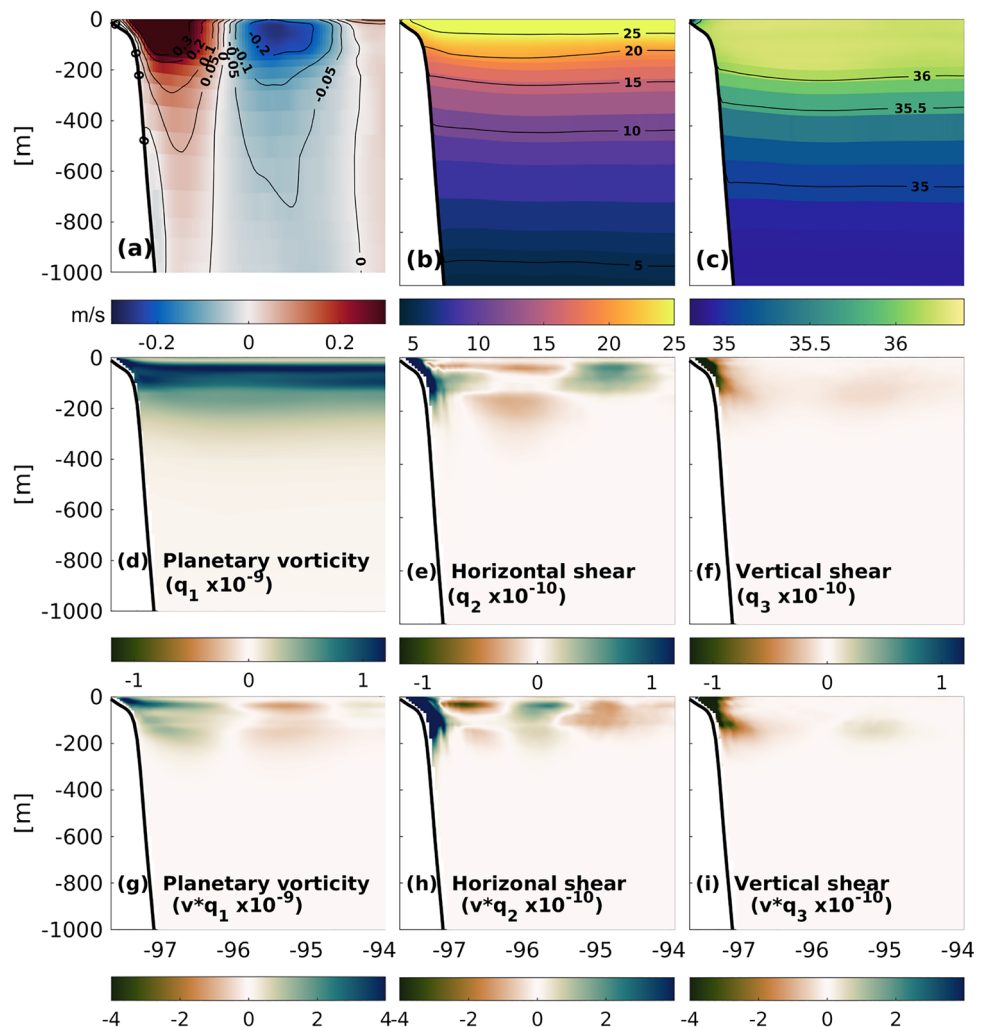 0
-200
-400
-600
-800
-1000
[m]
0.3
0.2
0.1
0
0.05
-0.05
-0.1
-0.2
-0.05
0
0
0
0
(a)
25
20
15
10
5
(b)
36
35.5
35
(c)
m/s
-0.2 0 0.2
5 10 15 20 25
35 35.5 36
0
-200
-400
-600
-800
-1000
[m]
(d) Planetary vorticity
(q1 x10-9)
(e) Horizontal shear
(q2 x10-10)
(f) Vertical shear
(q3 x10-10)
-1 0 1
-1 0 1
-1 0 1
0
-200
-400
-600
-800
-1000
[m]
(g) Planetary vorticity
(v*q1 x10-9)
(h) Horizonal shear
(v*q2 x10-10)
(i) Vertical shear
(v*q3 x10-10)
-97 -96 -95 -94
-97 -96 -95 -94
-97 -96 -95 -94
-4 -2 0 2 4
-4 -2 0 2
-4 -2 0 2